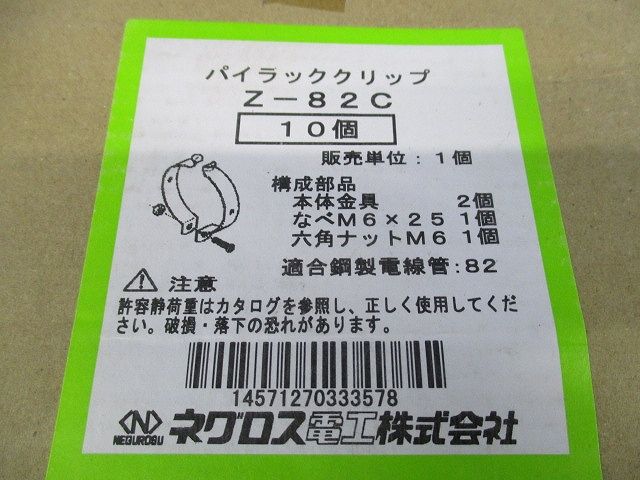 パイラッククリップ
Z－82C
10個
販売単位：1個
構成部品
本体金具 2個
なべM6×25 1個
六角ナットM6 1個
適合鋼製電線管：82
注意
許容静荷重はカタログを参照し、正しく使用してくだ
さい。破損・落下の恐れがあります。
14571270333578
N
NEGUROSU ネグロス電工株式会社